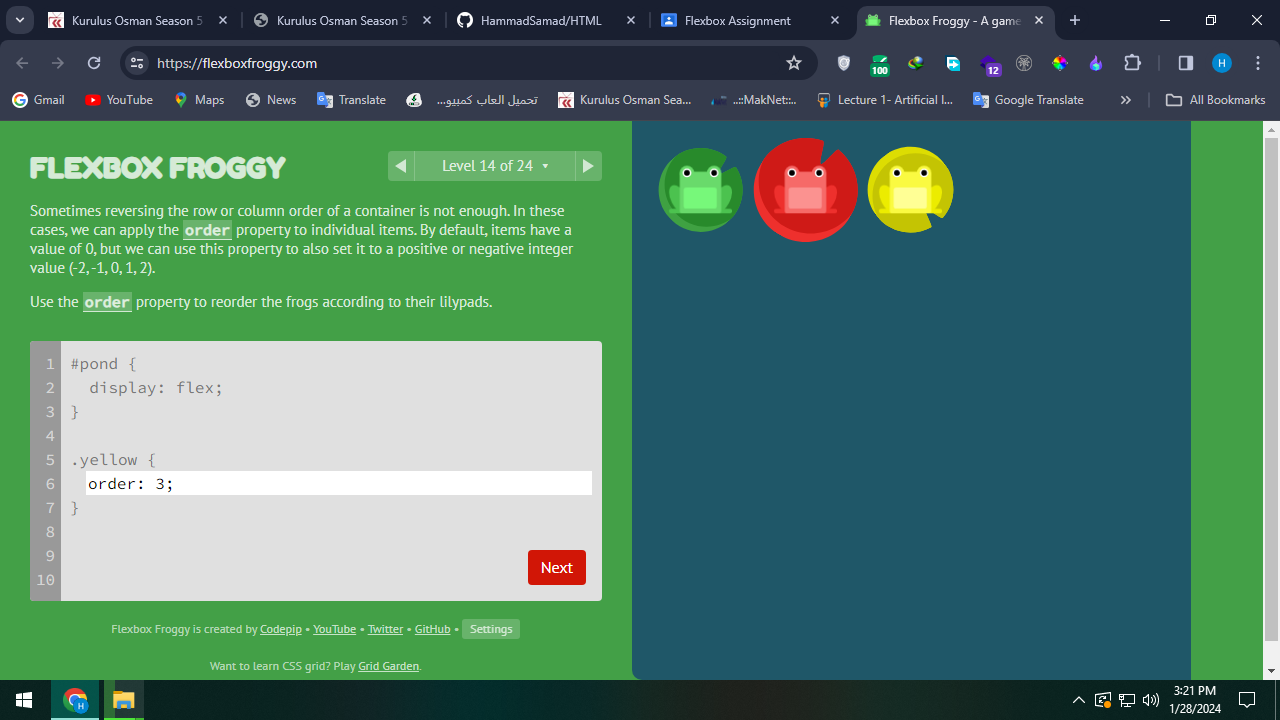 Kurulus Osman Season 5
Kurulus Osman Season 5
HammadSamad/HTML
Flexbox Assignment
Flexbox Froggy - A game
https://flexboxfroggy.com
100
12
H
Gmail
YouTube
Maps
News
Translate
تحميل العاب كمبيو...
Kurulus Osman Sea...
..::MakNet::..
Lecture 1- Artificial I...
Google Translate
All Bookmarks
FLEXBOX FROGGY
Level 14 of 24
Sometimes reversing the row or column order of a container is not enough. In these
cases, we can apply the order property to individual items. By default, items have a
value of 0, but we can use this property to also set it to a positive or negative integer
value (-2, -1, 0, 1, 2).
Use the order property to reorder the frogs according to their lilypads.
1 #pond {
2 display: flex;
3 }
4
5 .yellow {
6 order: 3;
7 }
8
9
10
Next
Flexbox Froggy is created by Codepip • YouTube • Twitter • GitHub • Settings
Want to learn CSS grid? Play Grid Garden.
H
3:21 PM
1/28/2024